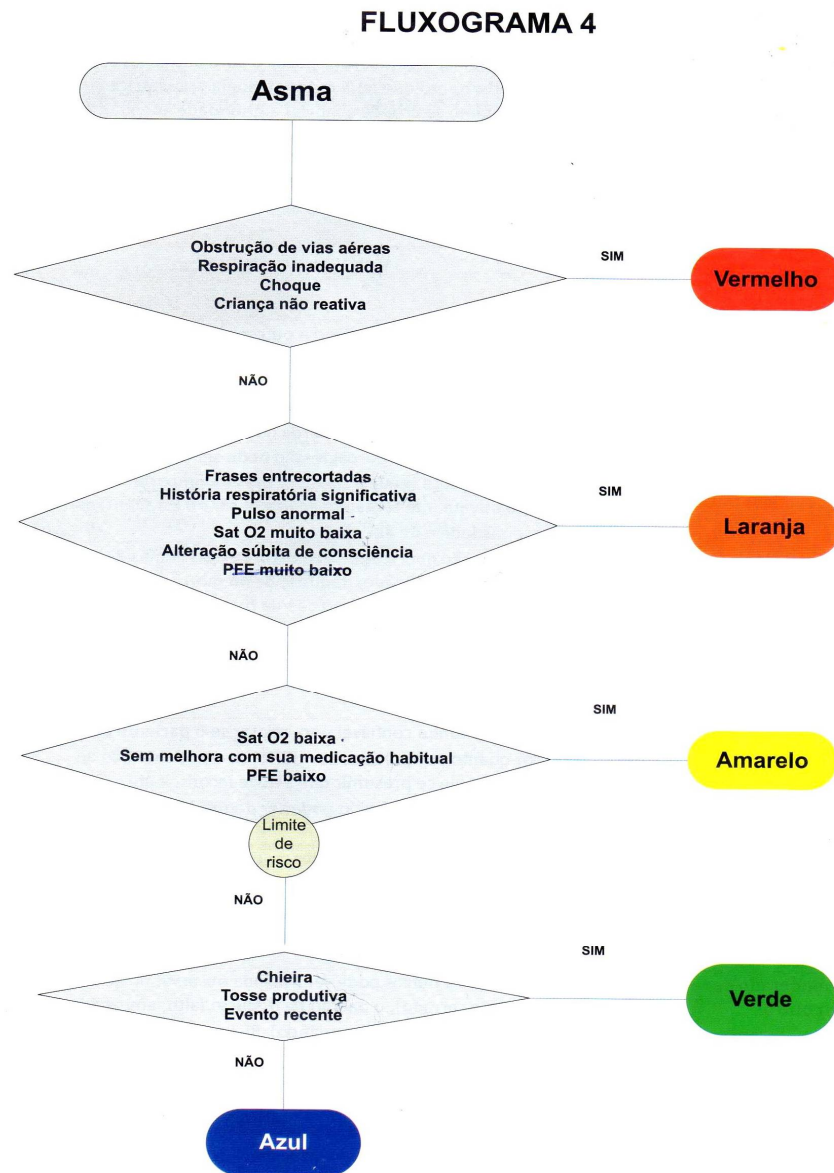 FLUXOGRAMA 4
Asma
Obstrução de vias aéreas
Respiração inadequada
Choque
Criança não reativa
SIM
Vermelho
NÃO
Frases entrecortadas
História respiratória significativa
Pulso anormal
Sat O2 muito baixa
Alteração súbita de consciência
PFE muito baixo
SIM
Laranja
NÃO
Sat O2 baixa
Sem melhora com sua medicação habitual
PFE baixo
SIM
Amarelo
Limite
de
risco
NÃO
Chieira
Tosse produtiva
Evento recente
SIM
Verde
NÃO
Azul